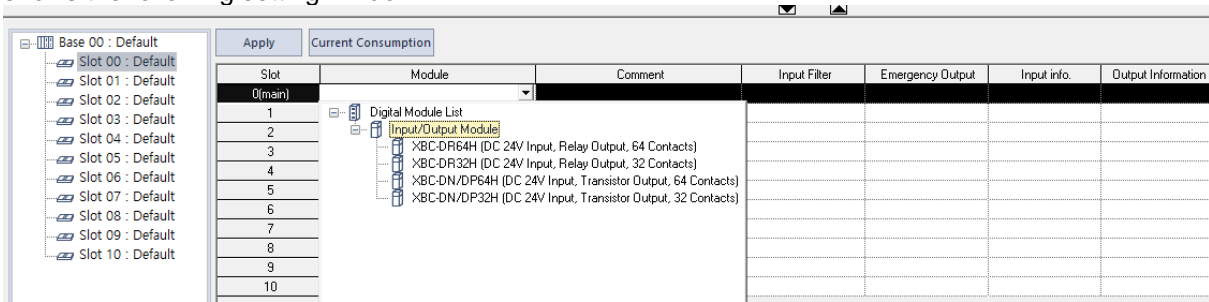 Base 00 : Default
Slot 00 : Default
Slot 01 : Default
Slot 02 : Default
Slot 03 : Default
Slot 04 : Default
Slot 05 : Default
Slot 06 : Default
Slot 07 : Default
Slot 08 : Default
Slot 09 : Default
Slot 10 : Default
Apply Current Consumption
Slot Module Comment Input Filter Emergency Output Input info. Output Information
0(main)
1
2
3
4
5
6
7
8
9
10
Digital Module List
Input/Output Module
XBC-DR64H (DC 24V Input, Relay Output, 64 Contacts)
XBC-DR32H (DC 24V Input, Relay Output, 32 Contacts)
XBC-DN/DP64H (DC 24V Input, Transistor Output, 64 Contacts)
XBC-DN/DP32H (DC 24V Input, Transistor Output, 32 Contacts)